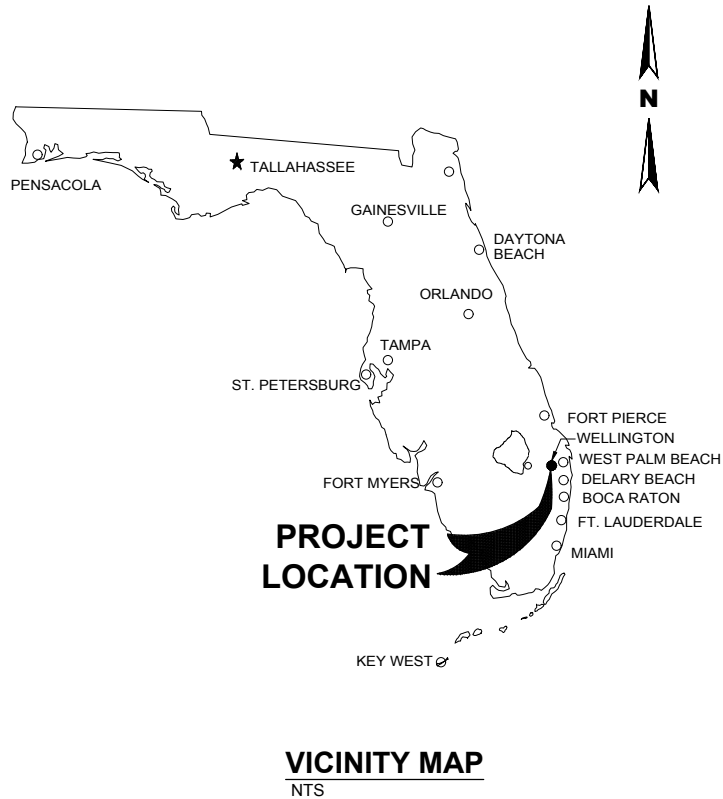 N
TALLAHASSEE
PENSACOLA
GAINESVILLE
DAYTONA
BEACH
ORLANDO
TAMPA
ST. PETERSBURG
FORT PIERCE
WELLINGTON
WEST PALM BEACH
DELARY BEACH
FORT MYERS
BOCA RATON
FT. LAUDERDALE
PROJECT
LOCATION
MIAMI
KEY WEST
VICINITY MAP
NTS